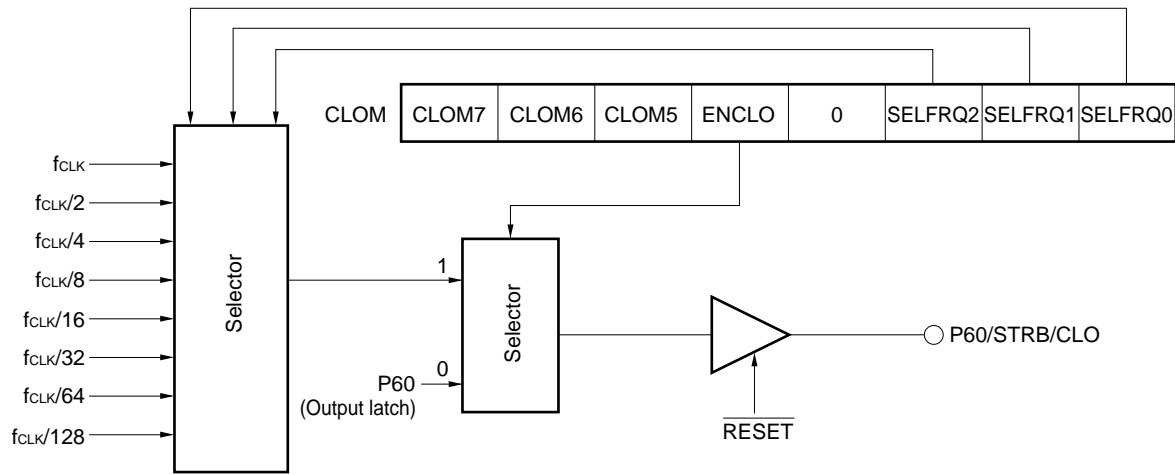 CLOM CLOM7 CLOM6 CLOM5 ENCLO 0 SELFRQ2 SELFRQ1 SELFRQ0
fCLK
fCLK/2
fCLK/4
fCLK/8
fCLK/16
fCLK/32
fCLK/64
fCLK/128
Selector
1
0
P60
(Output latch)
Selector
RESET
P60/STRB/CLO